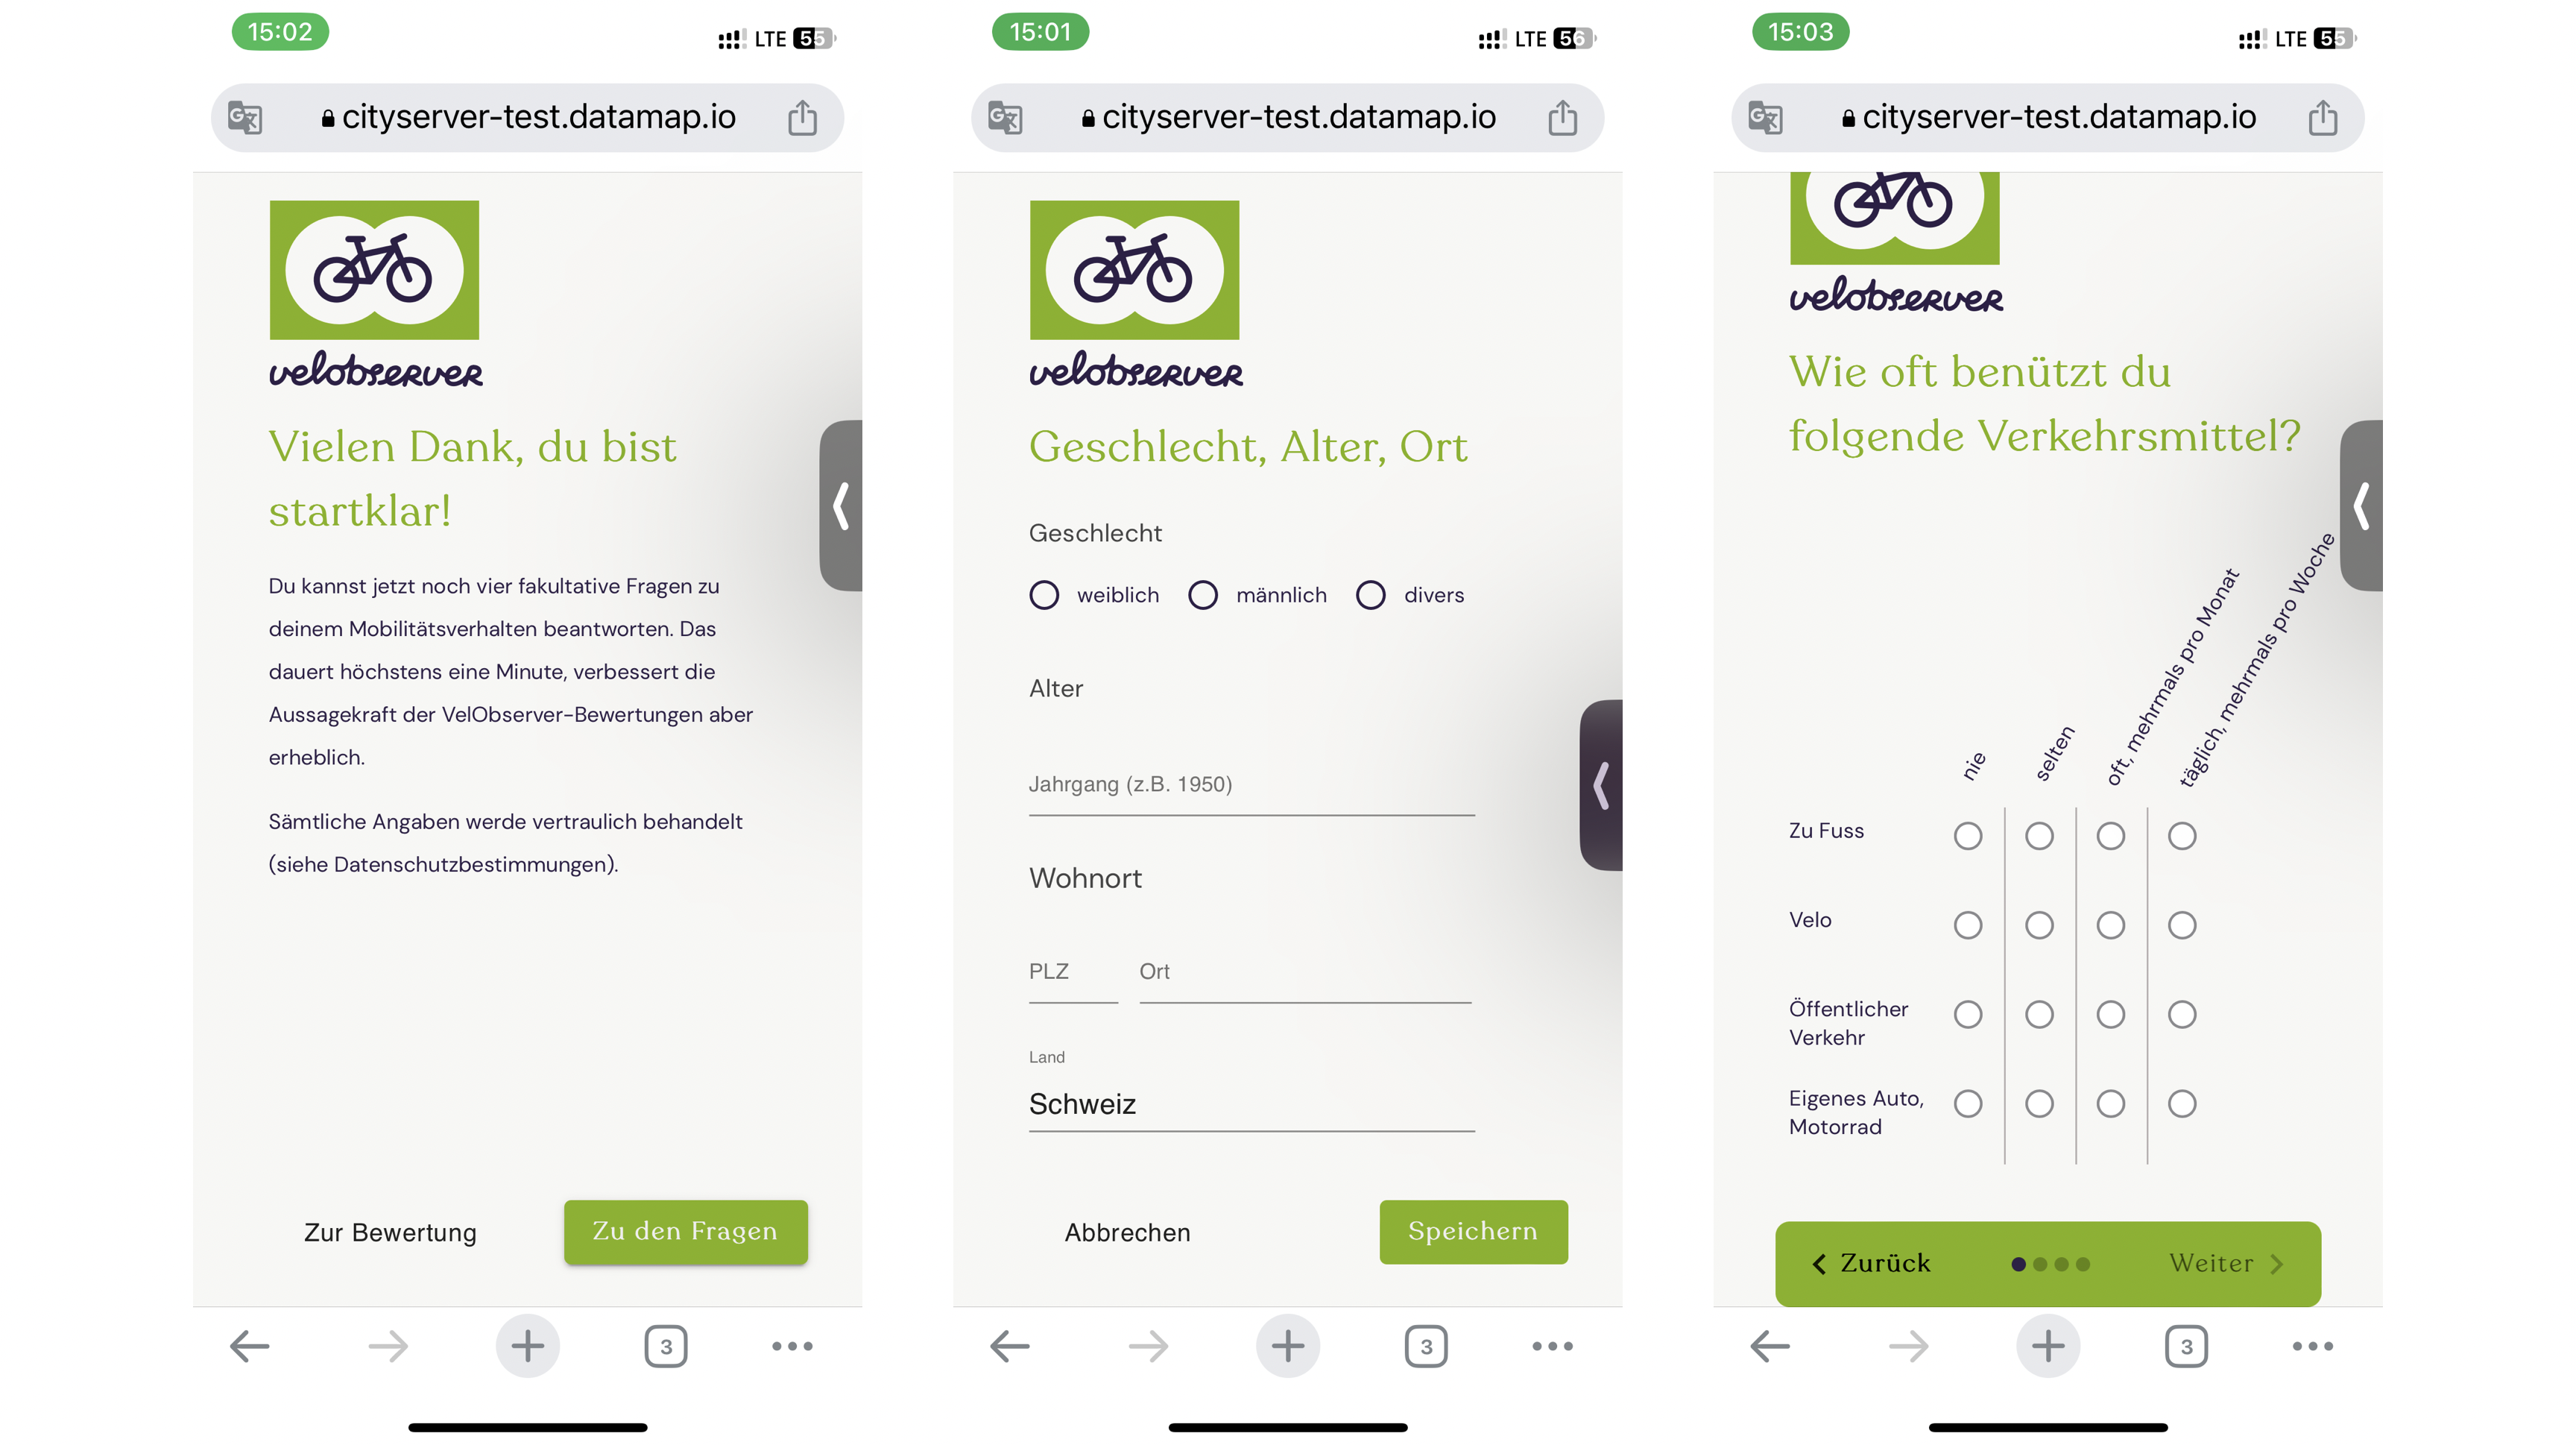 15:02
LTE 55
cityserver-test.datamap.io
velobserver
Vielen Dank, du bist
startklar!
Du kannst jetzt noch vier fakultative Fragen zu
deinem Mobilitätsverhalten beantworten. Das
dauert höchstens eine Minute, verbessert die
Aussagekraft der VelObserver-Bewertungen aber
erheblich.
Sämtliche Angaben werde vertraulich behandelt
(siehe Datenschutzbestimmungen).
Zur Bewertung
Zu den Fragen
3
15:01
LTE 56
cityserver-test.datamap.io
velobserver
Geschlecht, Alter, Ort
Geschlecht
weiblich männlich divers
Alter
Jahrgang (z.B. 1950)
Wohnort
PLZ Ort
Land
Schweiz
Abbrechen
Speichern
3
15:03
LTE 55
cityserver-test.datamap.io
velobserver
Wie oft benützt du
folgende Verkehrsmittel?
nie
selten
oft, mehrmals pro Monat
täglich, mehrmals pro Woche
Zu Fuss
Velo
Öffentlicher
Verkehr
Eigenes Auto,
Motorrad
Zurück
Weiter
3